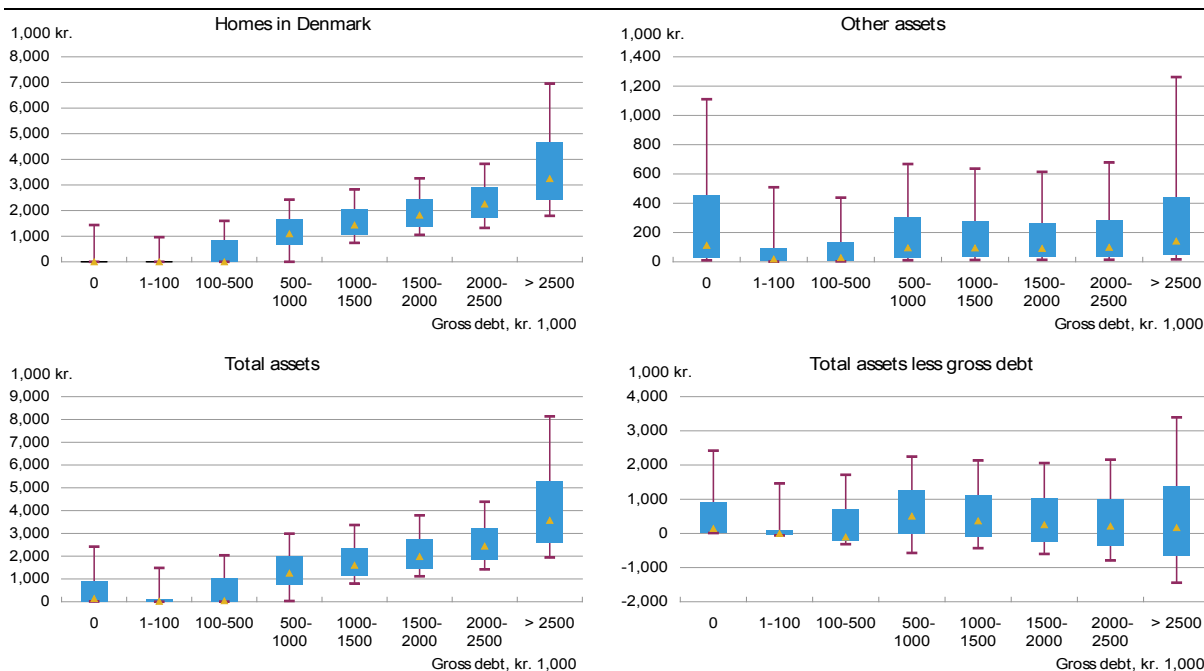 Homes in Denmark
1,000 kr.
8,000
7,000
6,000
5,000
4,000
3,000
2,000
1,000
0
0 1-100 100-500 500- 1000- 1500- 2000- > 2500
1000 1500 2000 2500
Gross debt, kr. 1,000
Other assets
1,000 kr.
1,400
1,200
1,000
800
600
400
200
0
0 1-100 100-500 500- 1000- 1500- 2000- > 2500
1000 1500 2000 2500
Gross debt, kr. 1,000
Total assets
1,000 kr.
9,000
8,000
7,000
6,000
5,000
4,000
3,000
2,000
1,000
0
0 1-100 100-500 500- 1000- 1500- 2000- > 2500
1000 1500 2000 2500
Gross debt, kr. 1,000
Total assets less gross debt
1,000 kr.
4,000
3,000
2,000
1,000
0
-1,000
-2,000
0 1-100 100-500 500- 1000- 1500- 2000- > 2500
1000 1500 2000 2500
Gross debt, kr. 1,000